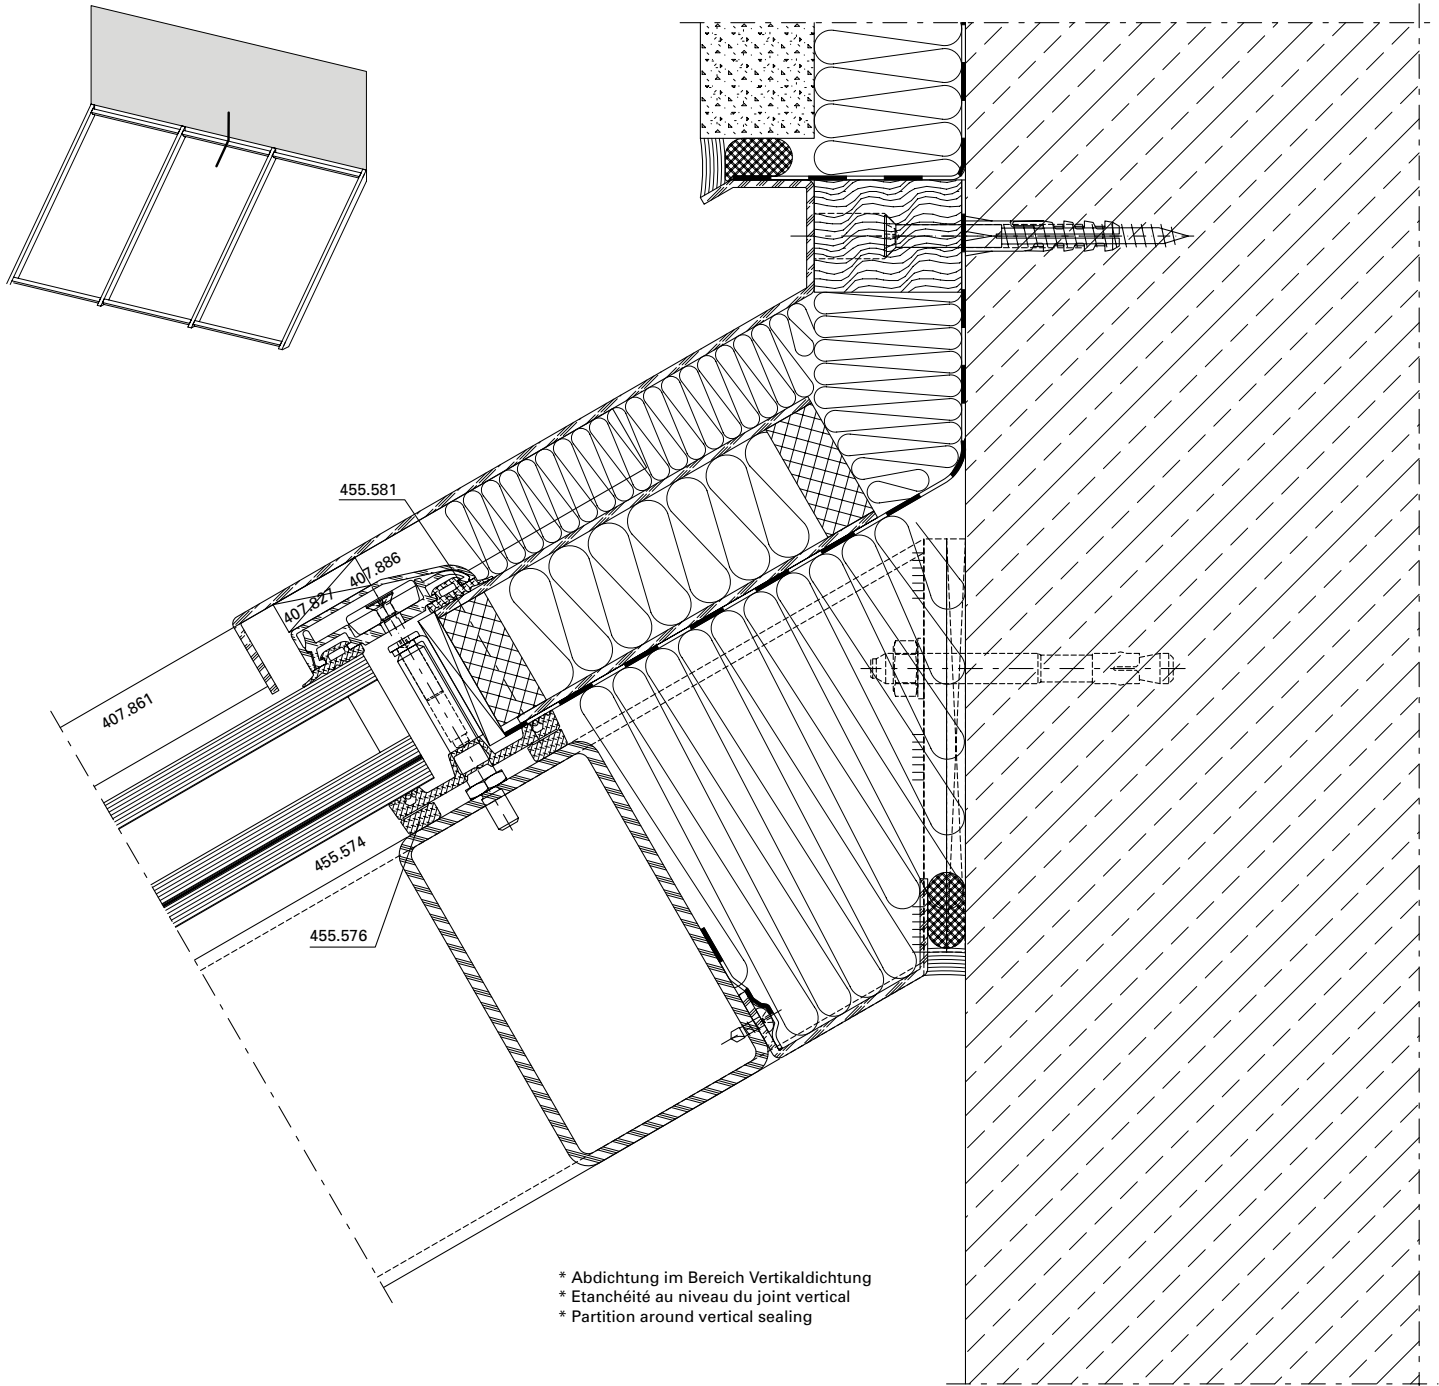 455.581
407.886
407.827
407.861
455.574
455.576
* Abdichtung im Bereich Vertikaldichtung
* Etanchéité au niveau du joint vertical
* Partition around vertical sealing